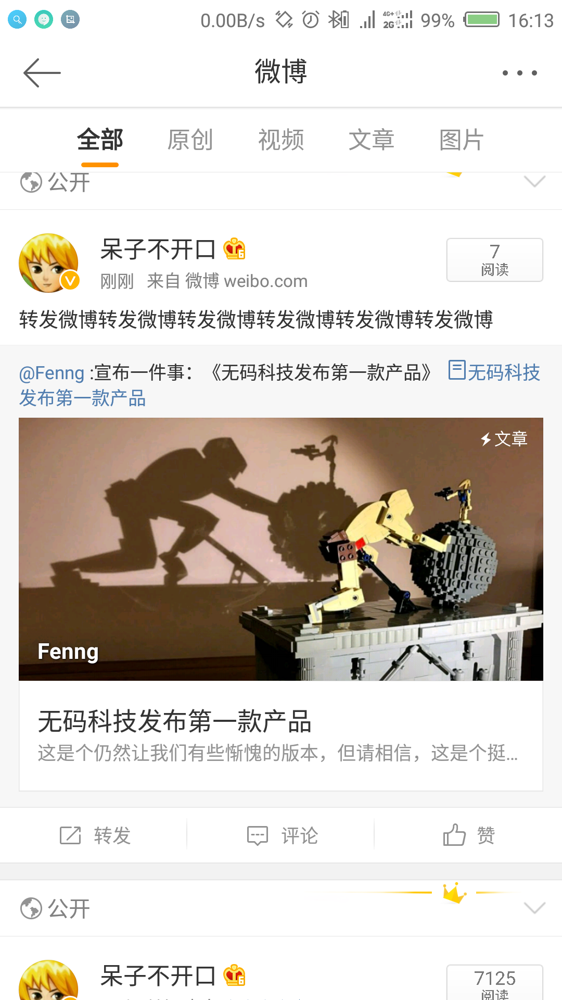 0.00B/s 4G+ 2G 99% 16:13
微博
全部 原创 视频 文章 图片
公开
呆子不开口
7
阅读
刚刚 来自 微博 weibo.com
转发微博转发微博转发微博转发微博转发微博转发微博
@Fenng :宣布一件事：《无码科技发布第一款产品》 无码科技
发布第一款产品
文章
Fenng
无码科技发布第一款产品
这是个仍然让我们有些惭愧的版本，但请相信，这是个挺...
转发 评论 赞
公开
呆子不开口
7125
阅读